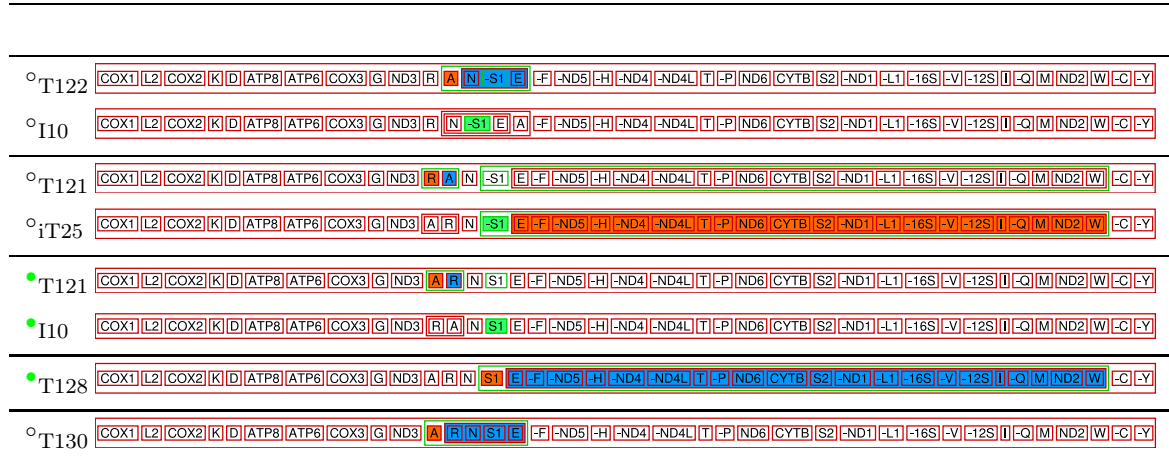 °T122 COX1 L2 COX2 K D ATP8 ATP6 COX3 G ND3 R A N -S1 E -F -ND5 -H -ND4 -ND4L T -P ND6 CYTB S2 -ND1 -L1 -16S -V -12S I -Q M ND2 W -C -Y
°I10 COX1 L2 COX2 K D ATP8 ATP6 COX3 G ND3 R N -S1 E A -F -ND5 -H -ND4 -ND4L T -P ND6 CYTB S2 -ND1 -L1 -16S -V -12S I -Q M ND2 W -C -Y
°T121 COX1 L2 COX2 K D ATP8 ATP6 COX3 G ND3 R A N -S1 E -F -ND5 -H -ND4 -ND4L T -P ND6 CYTB S2 -ND1 -L1 -16S -V -12S I -Q M ND2 W -C -Y
°iT25 COX1 L2 COX2 K D ATP8 ATP6 COX3 G ND3 A R N -S1 E -F -ND5 -H -ND4 -ND4L T -P ND6 CYTB S2 -ND1 -L1 -16S -V -12S I -Q M ND2 W -C -Y
•T121 COX1 L2 COX2 K D ATP8 ATP6 COX3 G ND3 A R N S1 E -F -ND5 -H -ND4 -ND4L T -P ND6 CYTB S2 -ND1 -L1 -16S -V -12S I -Q M ND2 W -C -Y
•I10 COX1 L2 COX2 K D ATP8 ATP6 COX3 G ND3 R A N S1 E -F -ND5 -H -ND4 -ND4L T -P ND6 CYTB S2 -ND1 -L1 -16S -V -12S I -Q M ND2 W -C -Y
•T128 COX1 L2 COX2 K D ATP8 ATP6 COX3 G ND3 A R N S1 E -F -ND5 -H -ND4 -ND4L T -P ND6 CYTB S2 -ND1 -L1 -16S -V -12S I -Q M ND2 W -C -Y
°T130 COX1 L2 COX2 K D ATP8 ATP6 COX3 G ND3 A R N S1 E -F -ND5 -H -ND4 -ND4L T -P ND6 CYTB S2 -ND1 -L1 -16S -V -12S I -Q M ND2 W -C -Y